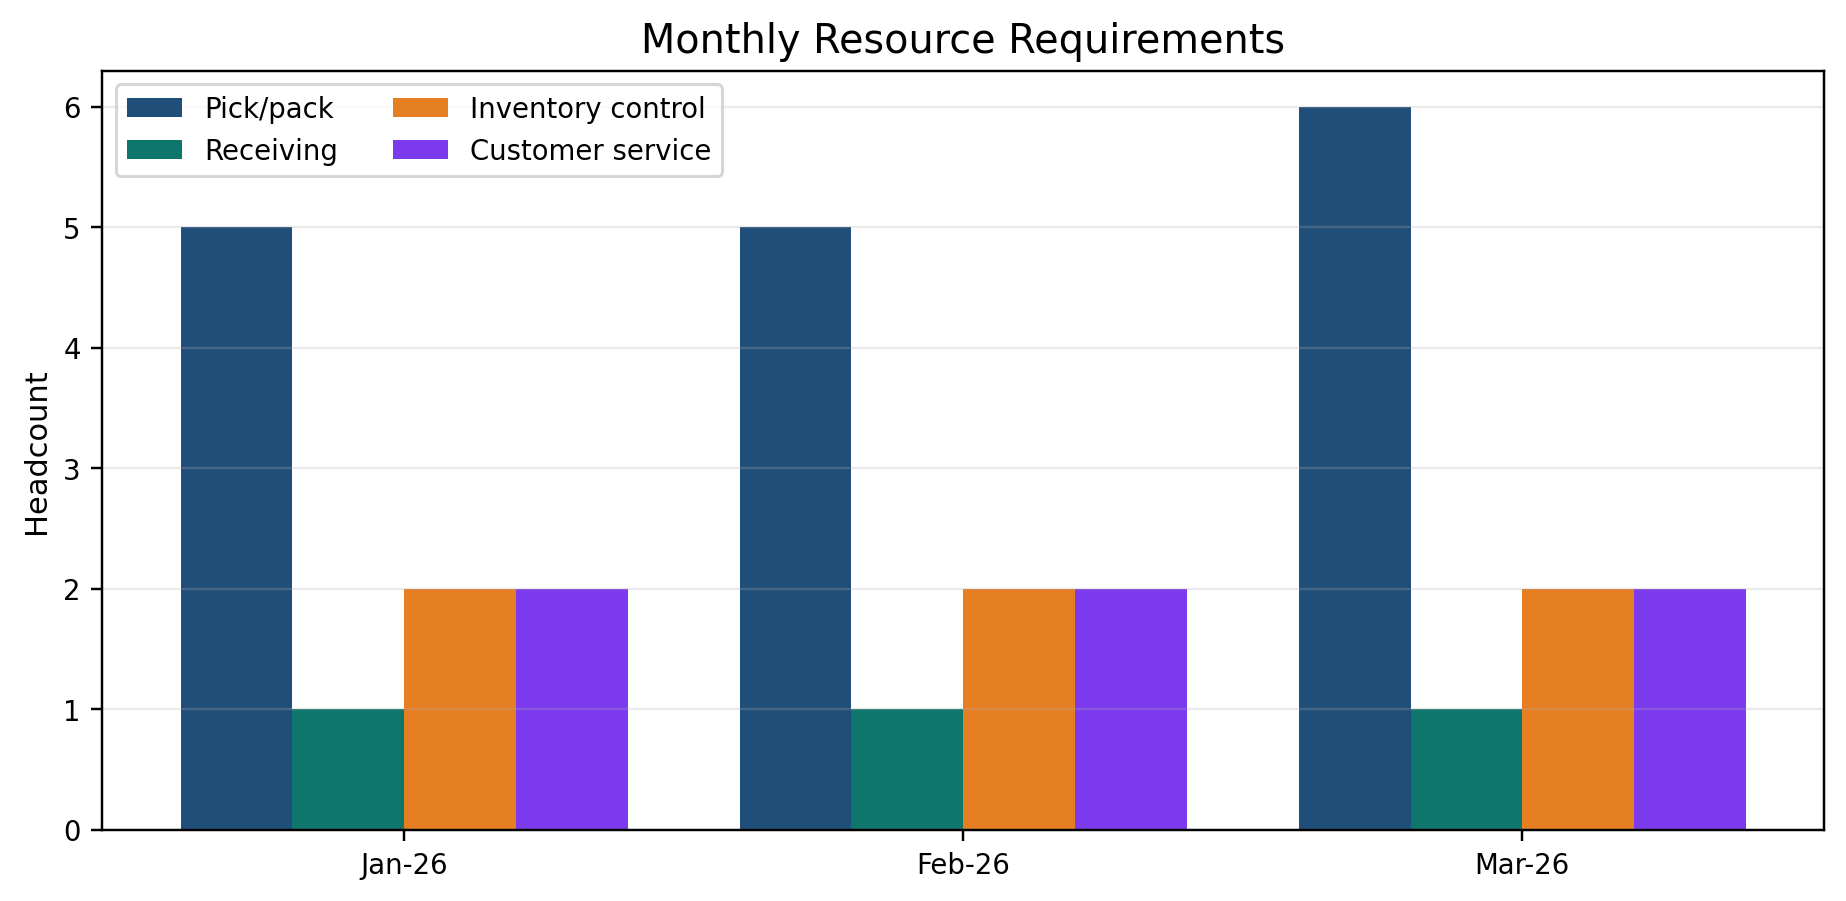 Monthly Resource Requirements
Pick/pack
Receiving
Inventory control
Customer service
Headcount
6
5
4
3
2
1
0
Jan-26
Feb-26
Mar-26